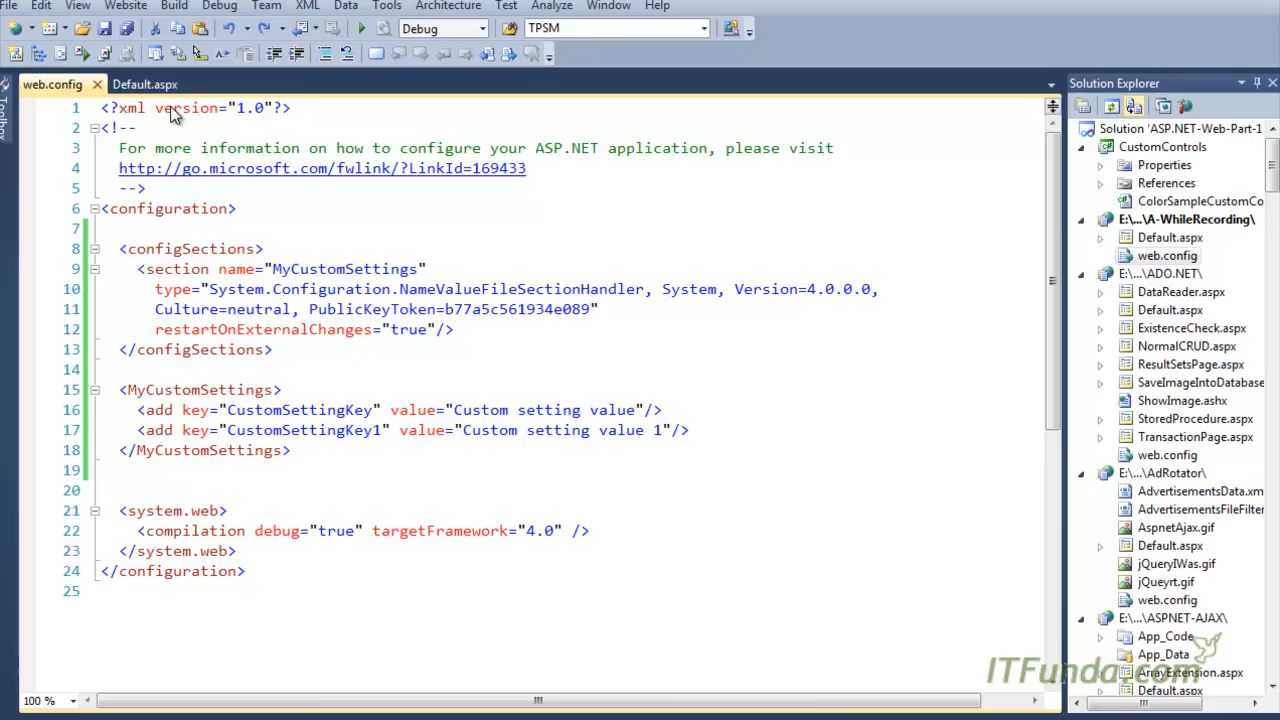 File Edit View Website Build Debug Team XML Data Tools Architecture Test Analyze Window Help
Debug TPSM
web.config Default.aspx
Toolbox
1 <?xml version="1.0"?>
2 <!--
3 For more information on how to configure your ASP.NET application, please visit
4 http://go.microsoft.com/fwlink/?LinkId=169433
5 -->
6 <configuration>
7
8 <configSections>
9 <section name="MyCustomSettings"
10 type="System.Configuration.NameValueFileSectionHandler, System, Version=4.0.0.0,
11 Culture=neutral, PublicKeyToken=b77a5c561934e089"
12 restartOnExternalChanges="true"/>
13 </configSections>
14
15 <MyCustomSettings>
16 <add key="CustomSettingKey" value="Custom setting value"/>
17 <add key="CustomSettingKey1" value="Custom setting value 1"/>
18 </MyCustomSettings>
19
20
21 <system.web>
22 <compilation debug="true" targetFramework="4.0" />
23 </system.web>
24 </configuration>
25
100 %
Solution Explorer
Solution 'ASP.NET-Web-Part-1
CustomControls
Properties
References
ColorSampleCustomCo
E:\...\A-WhileRecording\
Default.aspx
web.config
E:\...\ADO.NET\
DataReader.aspx
Default.aspx
ExistenceCheck.aspx
NormalCRUD.aspx
ResultSetsPage.aspx
SaveImageIntoDatabase
ShowImage.ashx
StoredProcedure.aspx
TransactionPage.aspx
web.config
E:\...\AdRotator\
AdvertisementsData.xm
AdvertisementsFileFilter
AspnetAjax.gif
Default.aspx
jQueryIWas.gif
jQueryrt.gif
web.config
E:\...\ASPNET-AJAX\
App_Code
App_Data
ArrayExtension.aspx
Default.aspx
ITFunda.com